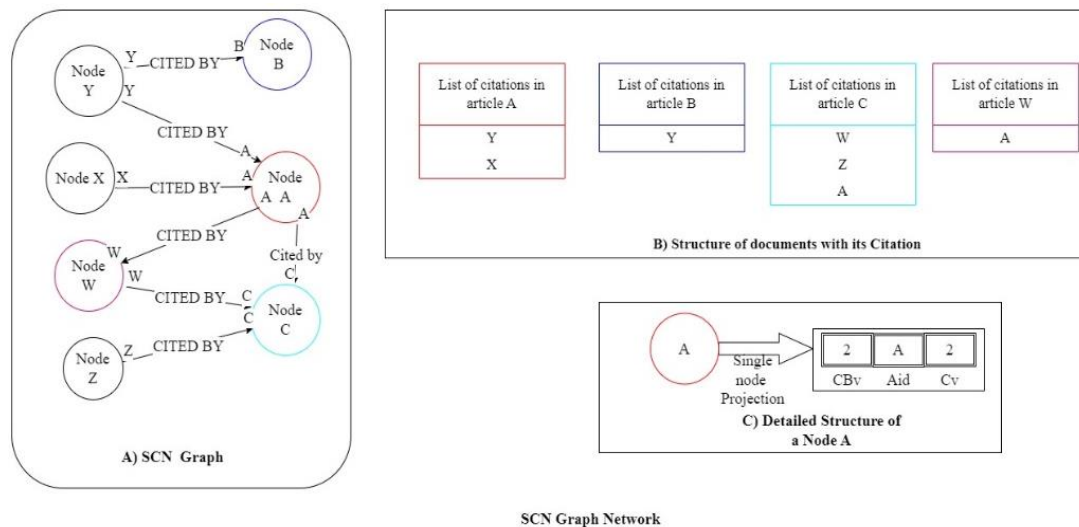 Node
Y
Y
CITED BY
B
Node
B
Y
CITED BY
A
Node X
X
CITED BY
A
Node
A A
A
CITED BY
W
Node
W
W
Cited by
C
CITED BY
C
C
Node
C
Node
Z
Z
CITED BY
A) SCN Graph
List of citations in
article A
Y
X
List of citations in
article B
Y
List of citations in
article C
W
Z
A
List of citations in
article W
A
B) Structure of documents with its Citation
A
Single
node
Projection
2 A 2
CBv Aid Cv
C) Detailed Structure of
a Node A
SCN Graph Network